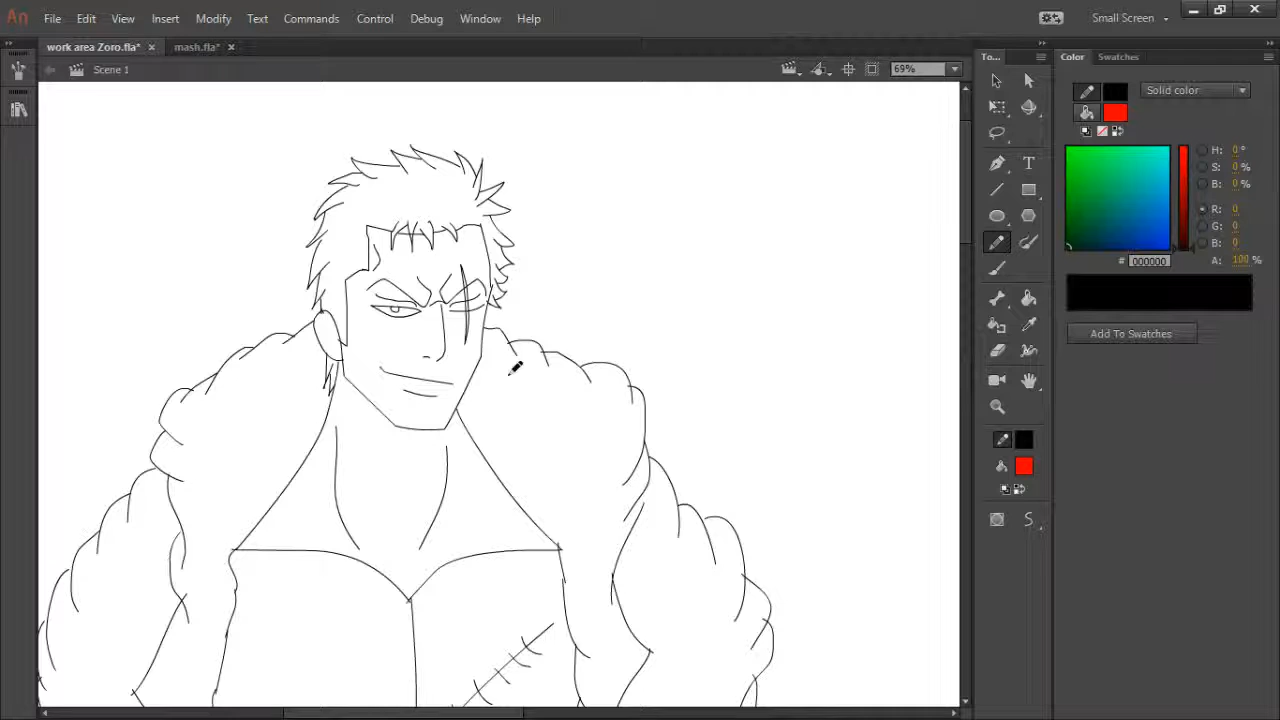 An File Edit View Insert Modify Text Commands Control Debug Window Help Small Screen
work area Zoro.fla* mash.fla*
Scene 1 69%
To...
Color Swatches
Solid color
H: 0 °
S: 0 %
B: 0 %
R: 0
G: 0
B: 0
# 000000 A: 100 %
Add To Swatches